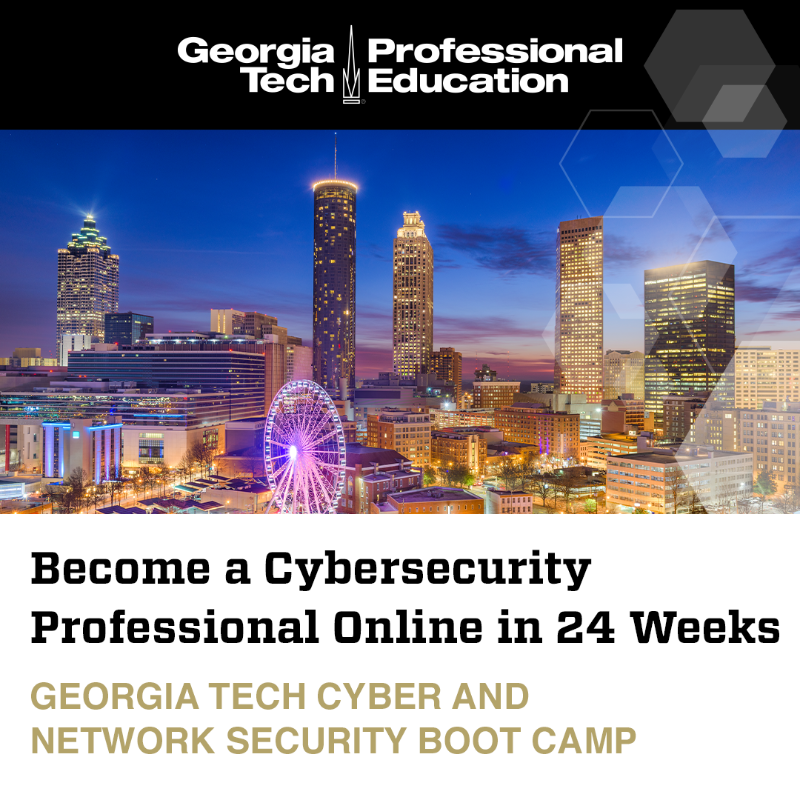 Georgia Tech Professional Education
Become a Cybersecurity
Professional Online in 24 Weeks
GEORGIA TECH CYBER AND
NETWORK SECURITY BOOT CAMP